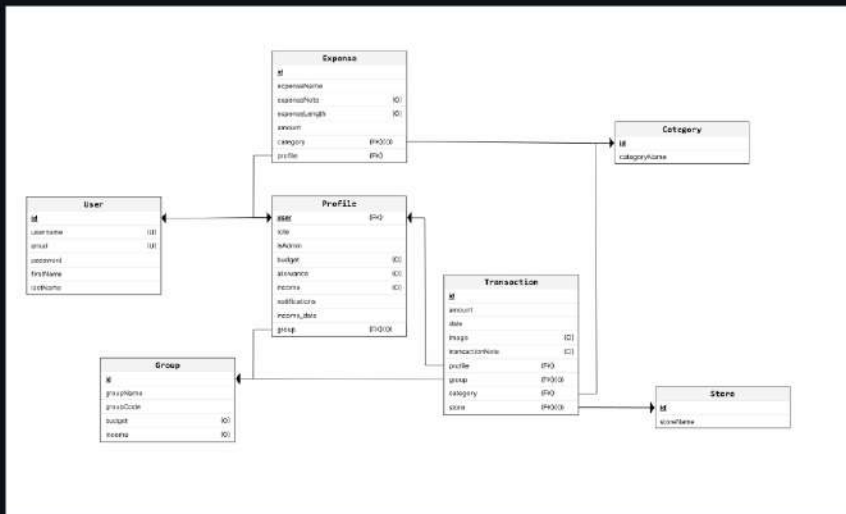 Expense
id
expenseName
expenseNote (O)
expenseLength (O)
amount
category (FK)(O)
profile (FK)
Category
id
categoryName
User
id
username (U)
email (U)
password
firstName
lastName
Profile
user (FK)
role
isAdmin
budget (O)
allowance (O)
income (O)
notifications
income_date
group (FK)(O)
Transaction
id
amount
date
image (O)
transactionNote (O)
profile (FK)
group (FK)(O)
category (FK)
store (FK)(O)
Group
id
groupName
groupCode
budget (O)
income (O)
Store
id
storeName